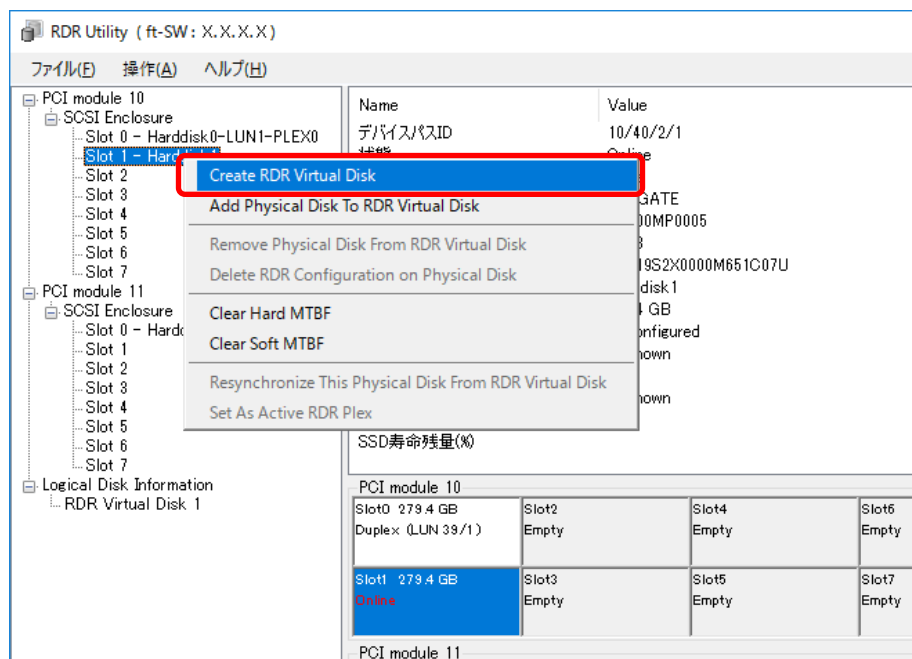 RDR Utility ( ft-SW : X.X.X.X )
ファイル(F) 操作(A) ヘルプ(H)
PCI module 10
SCSI Enclosure
Slot 0 - Harddisk0-LUN1-PLEX0
Slot 1 -
Slot 2
Slot 3
Slot 4
Slot 5
Slot 6
Slot 7
PCI module 11
SCSI Enclosure
Slot 0 -
Slot 1
Slot 2
Slot 3
Slot 4
Slot 5
Slot 6
Slot 7
Logical Disk Information
RDR Virtual Disk 1
Create RDR Virtual Disk
Add Physical Disk To RDR Virtual Disk
Remove Physical Disk From RDR Virtual Disk
Delete RDR Configuration on Physical Disk
Clear Hard MTBF
Clear Soft MTBF
Resynchronize This Physical Disk From RDR Virtual Disk
Set As Active RDR Plex
Name Value
デバイスパスID 10/40/2/1
状態 Online
GATE
00MP0005
19S2X0000M651C07U
disk1
GB
onfigured
nown
nown
SSD寿命残量(%)
PCI module 10
Slot0 279.4 GB Slot2 Slot4 Slot6
Duplex (LUN 39/1) Empty Empty Empty
Slot1 279.4 GB Slot3 Slot5 Slot7
Online Empty Empty Empty
PCI module 11